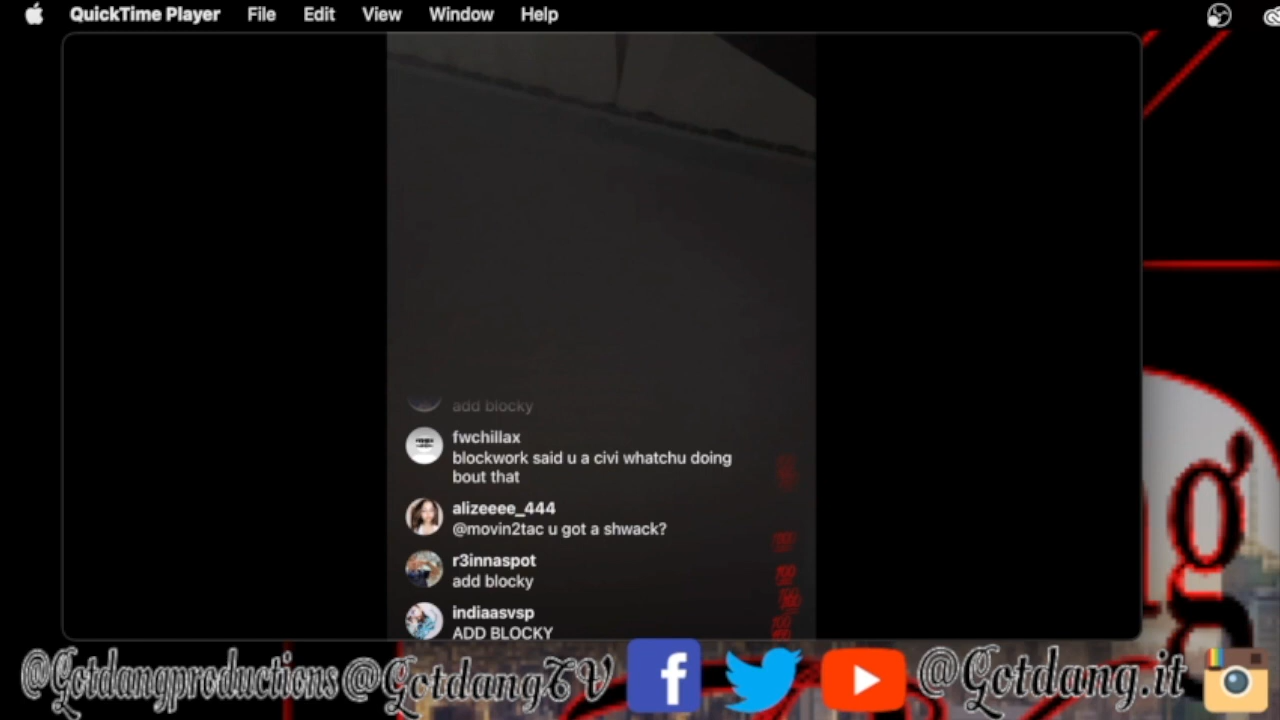 QuickTime Player File Edit View Window Help
add blocky
fwchillax
blockwork said u a civi whatchu doing
bout that
alizeeee_444
@movin2tac u got a shwack?
r3innaspot
add blocky
indiaasvsp
ADD BLOCKY
g
@Gotdangproductions @GotdangTV f @Gotdang.it